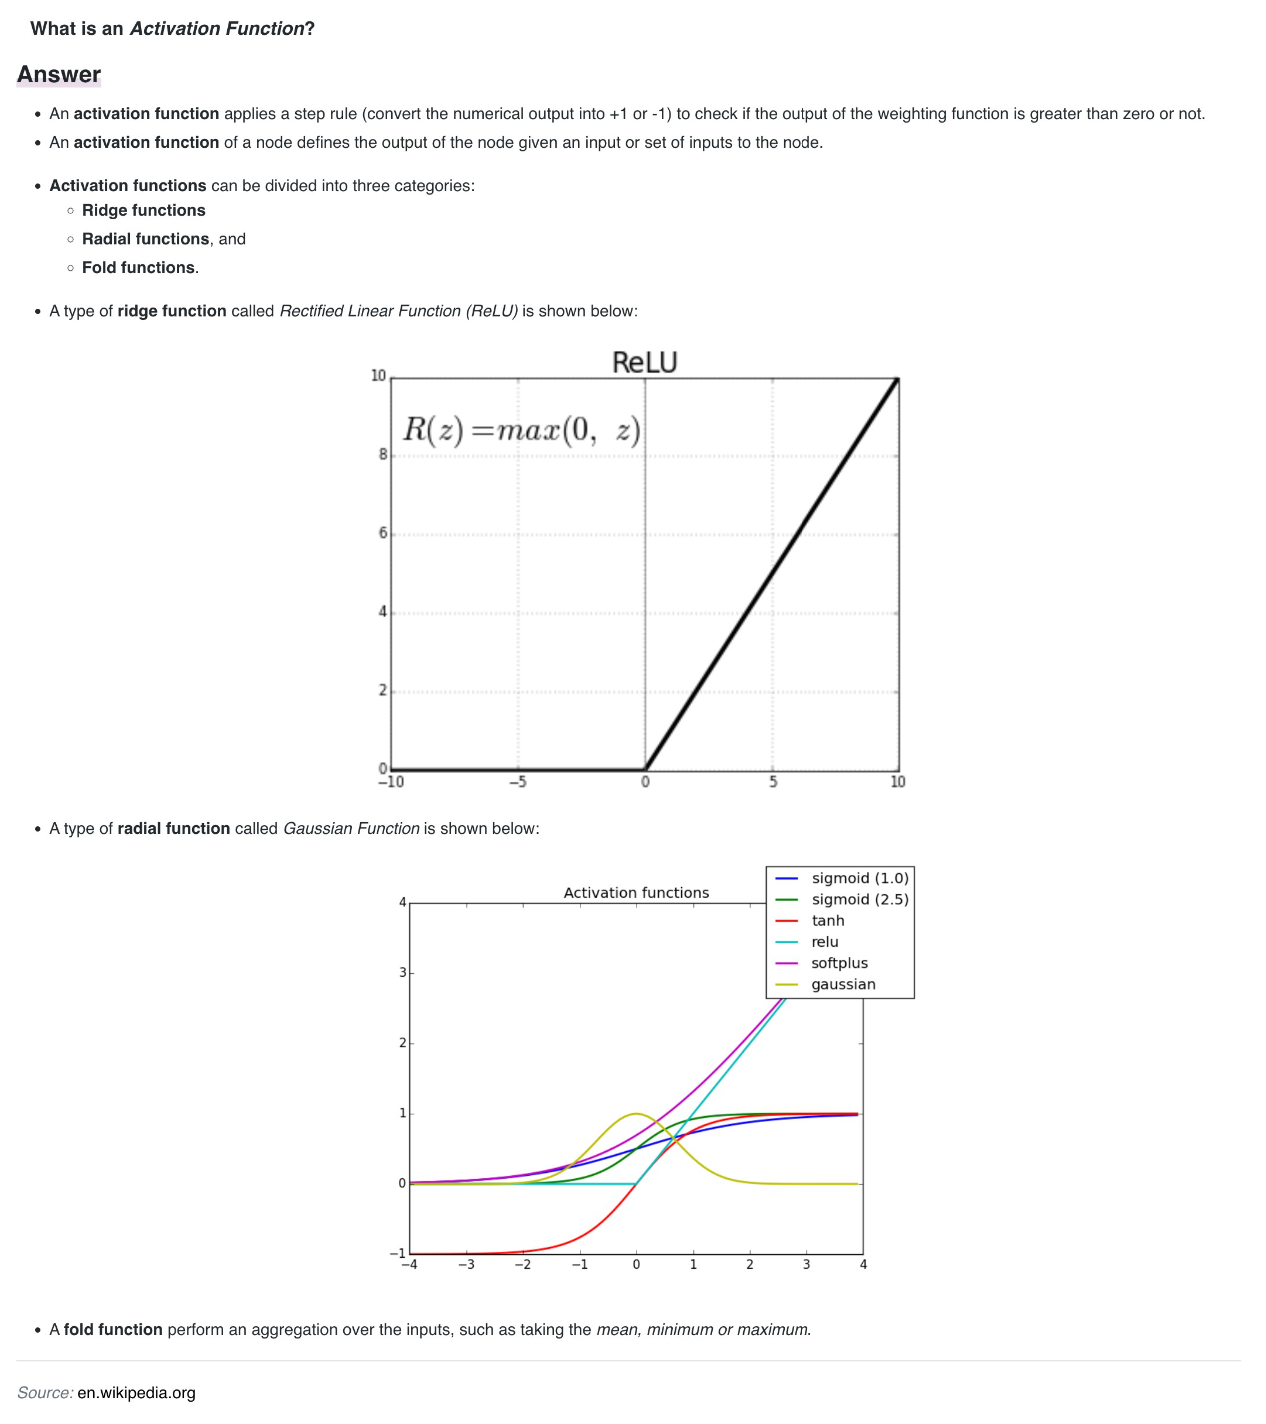 What is an Activation Function?
Answer
• An activation function applies a step rule (convert the numerical output into +1 or -1) to check if the output of the weighting function is greater than zero or not.
• An activation function of a node defines the output of the node given an input or set of inputs to the node.
• Activation functions can be divided into three categories:
◦ Ridge functions
◦ Radial functions, and
◦ Fold functions.
• A type of ridge function called Rectified Linear Function (ReLU) is shown below:
ReLU
R(z)=max(0, z)
10
8
6
4
2
0
−10 −5 0 5 10
• A type of radial function called Gaussian Function is shown below:
Activation functions
sigmoid (1.0)
sigmoid (2.5)
tanh
relu
softplus
gaussian
4
3
2
1
0
−1
−4 −3 −2 −1 0 1 2 3 4
• A fold function perform an aggregation over the inputs, such as taking the mean, minimum or maximum.
Source: en.wikipedia.org